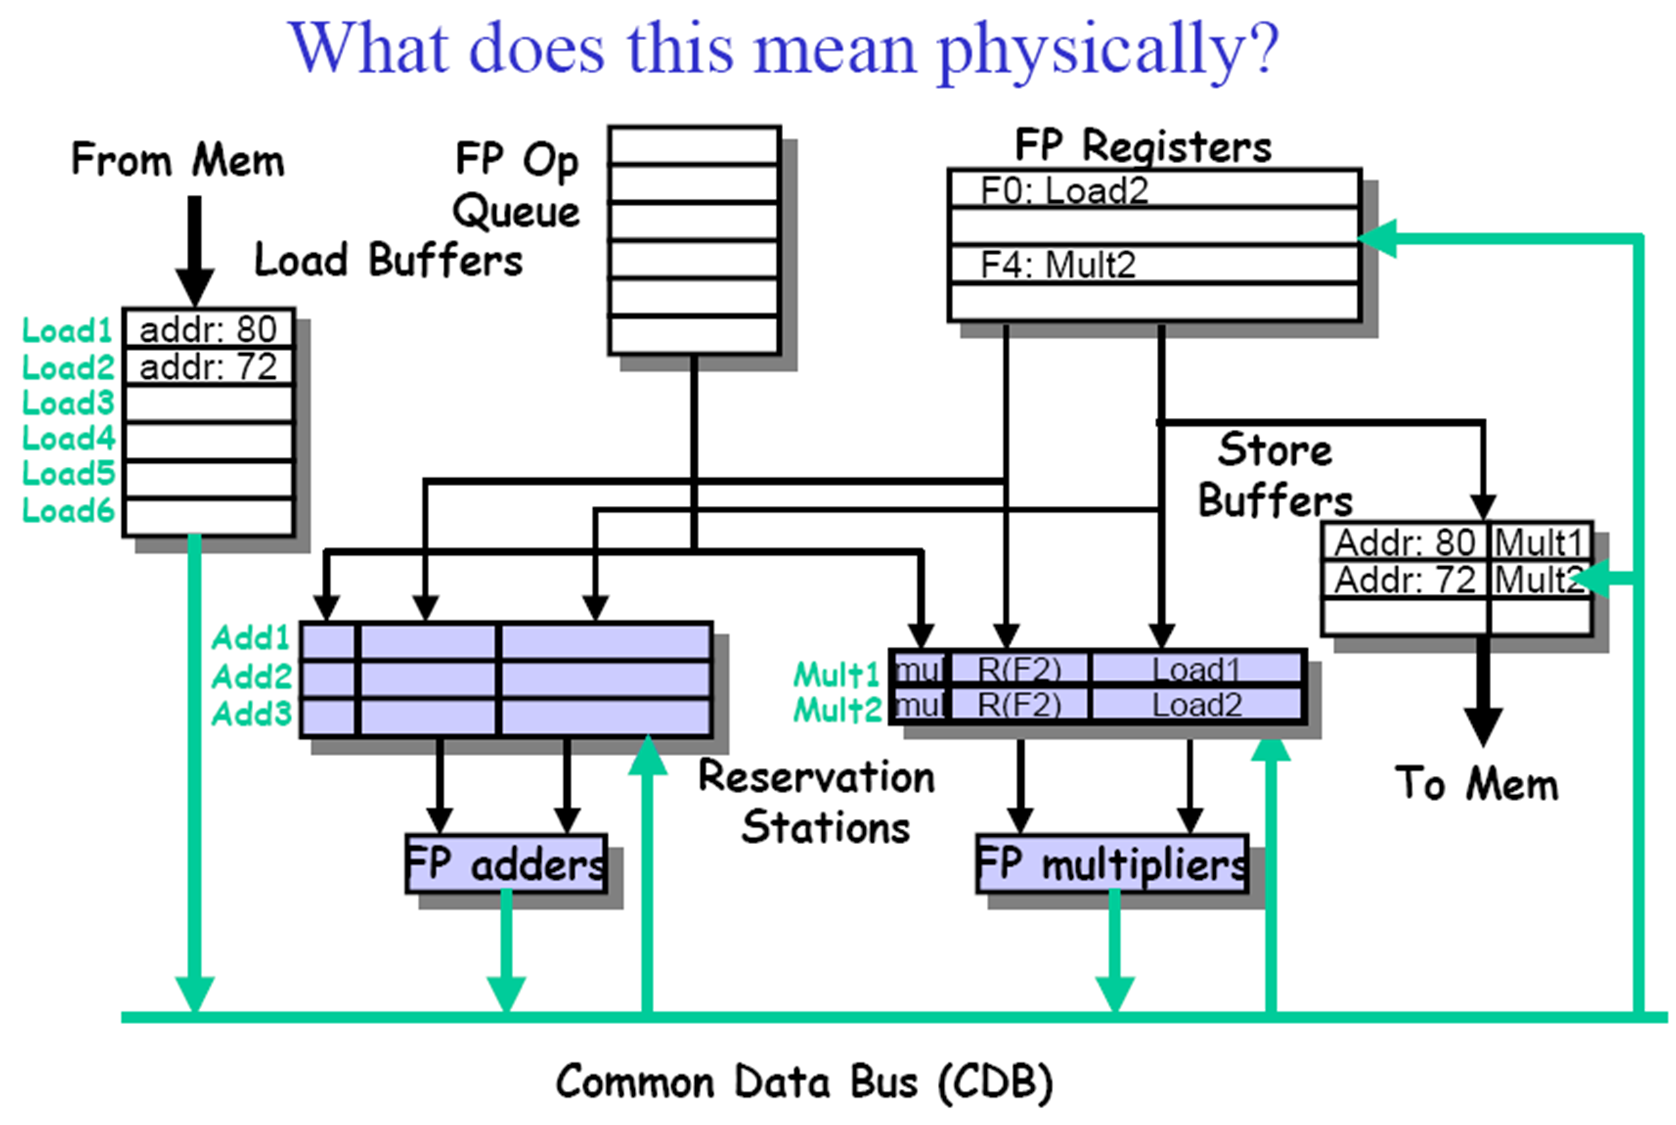 What does this mean physically?
From Mem
FP Op
Queue
FP Registers
F0: Load2
F4: Mult2
Load Buffers
Load1 addr: 80
Load2 addr: 72
Load3
Load4
Load5
Load6
Store
Buffers
Addr: 80 Mult1
Addr: 72 Mult2
Add1
Add2
Add3
Mult1 mul R(F2) Load1
Mult2 mul R(F2) Load2
Reservation
Stations
To Mem
FP adders
FP multipliers
Common Data Bus (CDB)